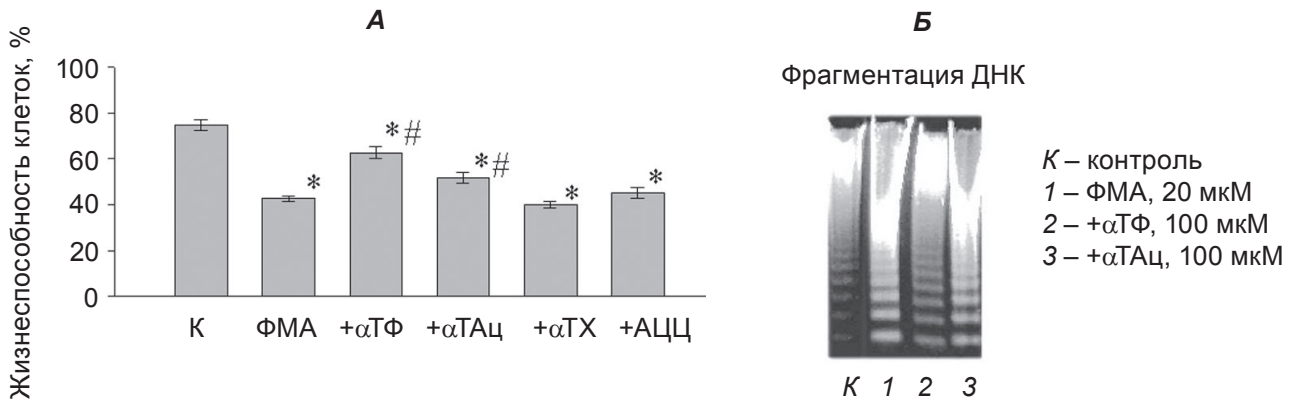 А
Жизнеспособность клеток, %
100
80
60
40
20
0
*
*#
*#
*
*
К ФМА +αТФ +αТАц +αТХ +АЦЦ
Б
Фрагментация ДНК
К 1 2 3
К – контроль
1 – ФМА, 20 мкМ
2 – +αТФ, 100 мкМ
3 – +αТАц, 100 мкМ